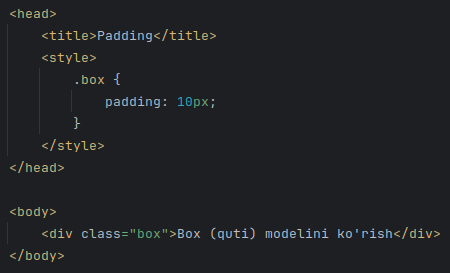 <head>
    <title>Padding</title>
    <style>
        .box {
            padding: 10px;
        }
    </style>
</head>

<body>
    <div class="box">Box (quti) modelini ko'rish</div>
</body>